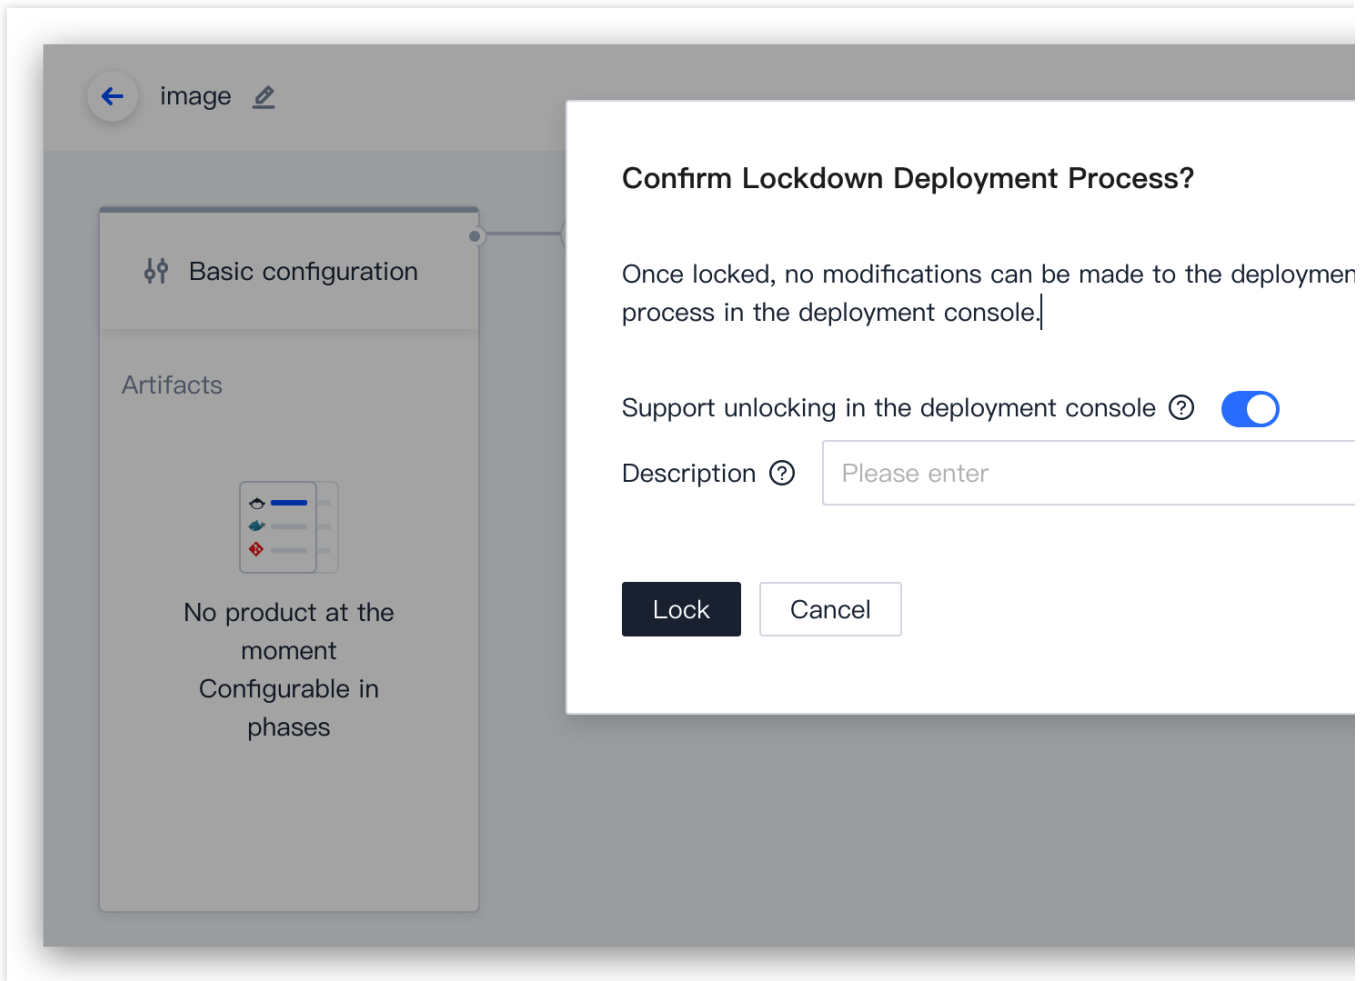 image
Confirm Lockdown Deployment Process?
Basic configuration
Once locked, no modifications can be made to the deploymen
process in the deployment console.
Artifacts
Support unlocking in the deployment console
Description
Please enter
No product at the
moment
Configurable in
phases
Lock
Cancel